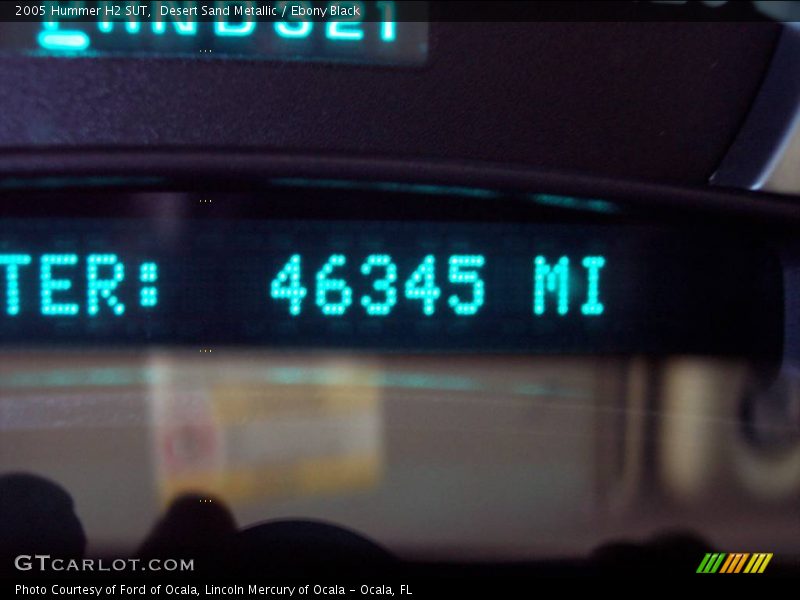 2005 Hummer H2 SUT, Desert Sand Metallic / Ebony Black
TER: 46345 MI
GTCARLOT.COM
Photo Courtesy of Ford of Ocala, Lincoln Mercury of Ocala - Ocala, FL